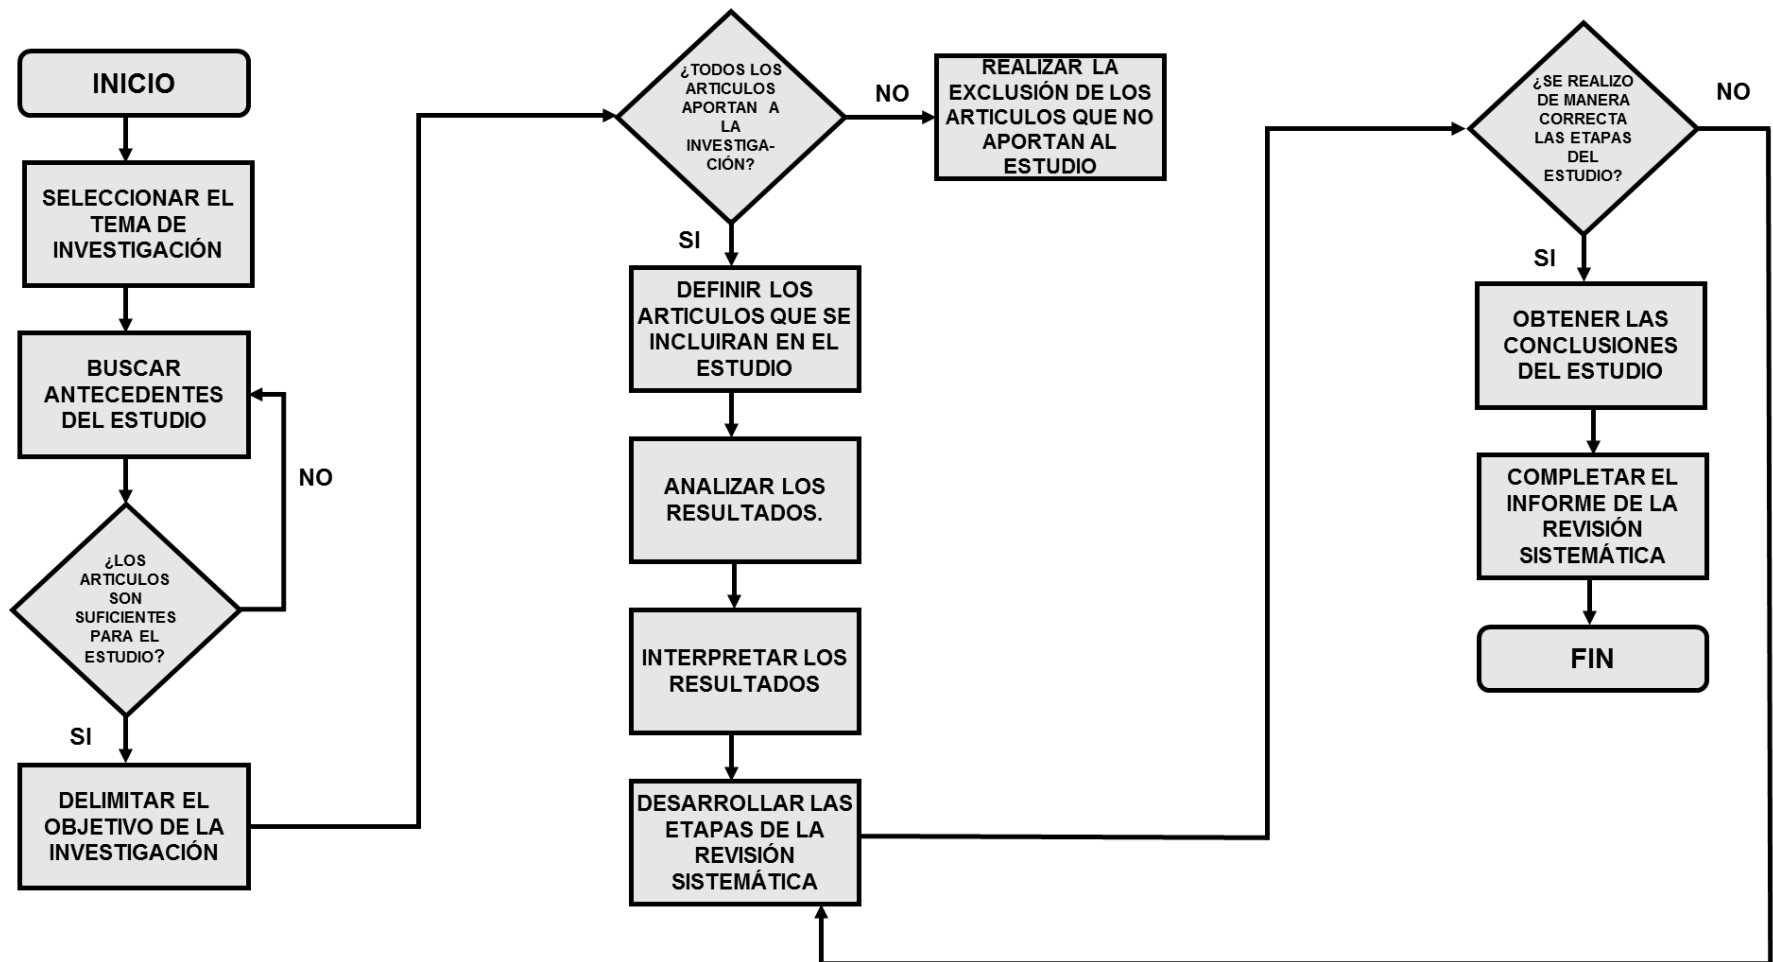 INICIO
SELECCIONAR EL
TEMA DE
INVESTIGACIÓN
BUSCAR
ANTECEDENTES
DEL ESTUDIO
NO
¿LOS
ARTICULOS
SON
SUFICIENTES
PARA EL
ESTUDIO?
SI
DELIMITAR EL
OBJETIVO DE LA
INVESTIGACIÓN
¿TODOS LOS
ARTICULOS
APORTAN A
LA
INVESTIGA-
CIÓN?
NO
REALIZAR LA
EXCLUSIÓN DE LOS
ARTICULOS QUE NO
APORTAN AL
ESTUDIO
SI
DEFINIR LOS
ARTICULOS QUE SE
INCLUIRAN EN EL
ESTUDIO
ANALIZAR LOS
RESULTADOS.
INTERPRETAR LOS
RESULTADOS
DESARROLLAR LAS
ETAPAS DE LA
REVISIÓN
SISTEMÁTICA
¿SE REALIZO
DE MANERA
CORRECTA
LAS ETAPAS
DEL
ESTUDIO?
NO
SI
OBTENER LAS
CONCLUSIONES
DEL ESTUDIO
COMPLETAR EL
INFORME DE LA
REVISIÓN
SISTEMÁTICA
FIN